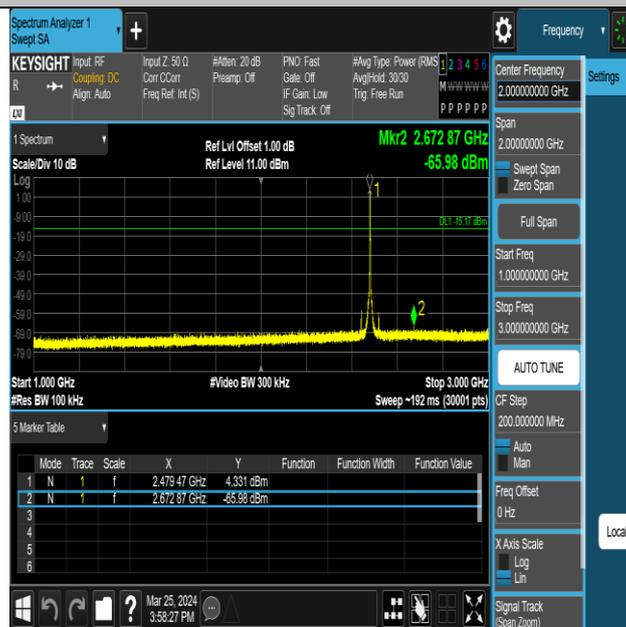 Spectrum Analyzer 1
Swept SA
Frequency
KEYSIGHT
R
LXI
Input: RF
Coupling: DC
Align: Auto
Input Z: 50 Ω
Corr CCorr
Freq Ref: Int (S)
#Atten: 20 dB
Preamp: Off
PNO: Fast
Gate: Off
IF Gain: Low
Sig Track: Off
#Avg Type: Power (RMS
Avg|Hold: 30/30
Trig: Free Run
1 2 3 4 5 6
M W W W W W
P P P P P P
1 Spectrum
Scale/Div 10 dB
Ref Lvl Offset 1.00 dB
Ref Level 11.00 dBm
Mkr2 2.672 87 GHz
-65.98 dBm
Log
1.00
-9.00
-19.0
-29.0
-39.0
-49.0
-59.0
-69.0
-79.0
1
DL1 -15.17 dBm
2
Start 1.000 GHz
#Video BW 300 kHz
Stop 3.000 GHz
#Res BW 100 kHz
Sweep ~192 ms (30001 pts)
5 Marker Table
Mode Trace Scale X Y Function Function Width Function Value
1 N 1 f 2.479 47 GHz 4.331 dBm
2 N 1 f 2.672 87 GHz -65.98 dBm
3
4
5
6
Mar 25, 2024
3:58:27 PM
Center Frequency
2.000000000 GHz
Span
2.00000000 GHz
Swept Span
Zero Span
Full Span
Start Freq
1.000000000 GHz
Stop Freq
3.000000000 GHz
AUTO TUNE
CF Step
200.000000 MHz
Auto
Man
Freq Offset
0 Hz
X Axis Scale
Log
Lin
Signal Track
(Span Zoom)
Settings
Local